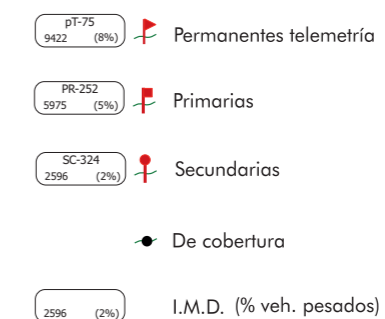 pT-75
9422 (8%) Permanentes telemetría
PR-252
5975 (5%) Primarias
SC-324
2596 (2%) Secundarias
De cobertura
2596 (2%) I.M.D. (% veh. pesados)